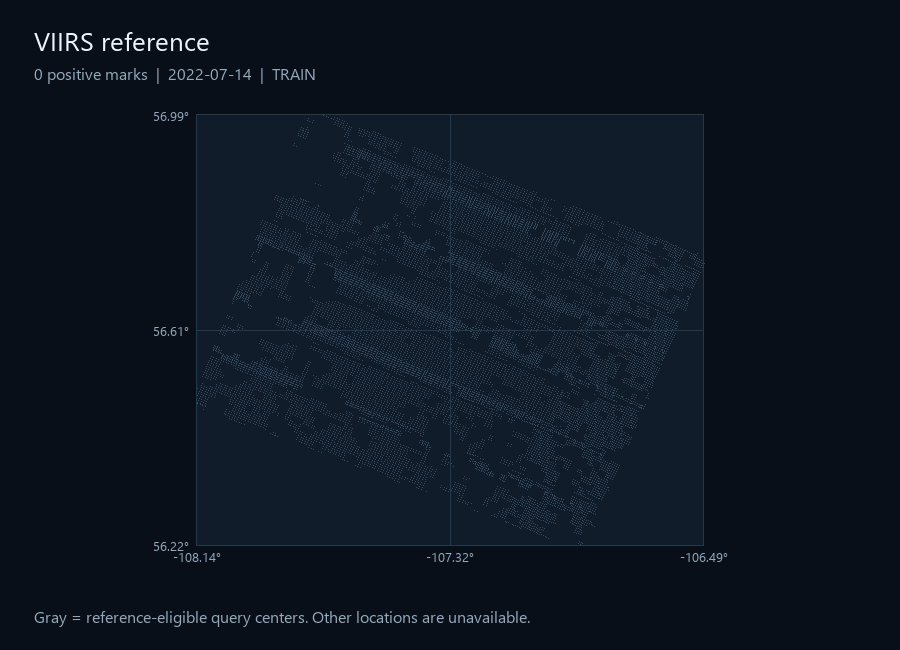 VIIRS reference
0 positive marks | 2022-07-14 | TRAIN
56.99°
56.61°
56.22°
-108.14°
-107.32°
-106.49°
Gray = reference-eligible query centers. Other locations are unavailable.